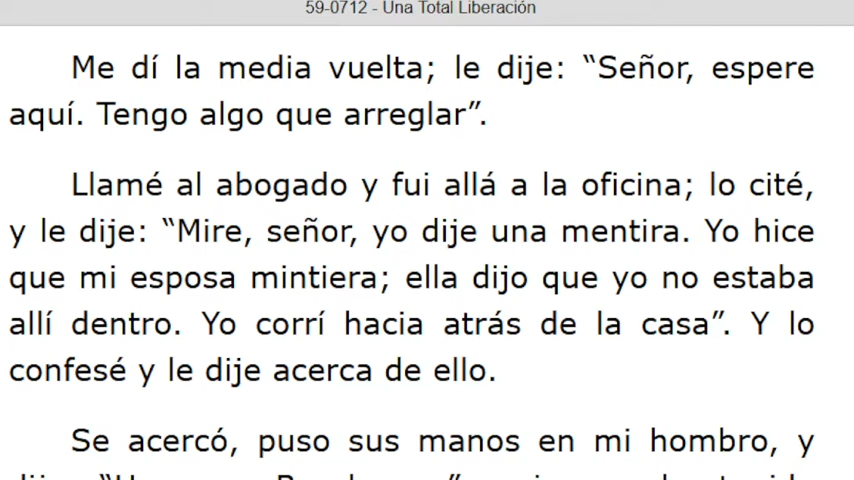 59-0712 - Una Total Liberación
Me dí la media vuelta; le dije: “Señor, espere
aquí. Tengo algo que arreglar”.
Llamé al abogado y fui allá a la oficina; lo cité,
y le dije: “Mire, señor, yo dije una mentira. Yo hice
que mi esposa mintiera; ella dijo que yo no estaba
allí dentro. Yo corrí hacia atrás de la casa”. Y lo
confesé y le dije acerca de ello.
Se acercó, puso sus manos en mi hombro, y